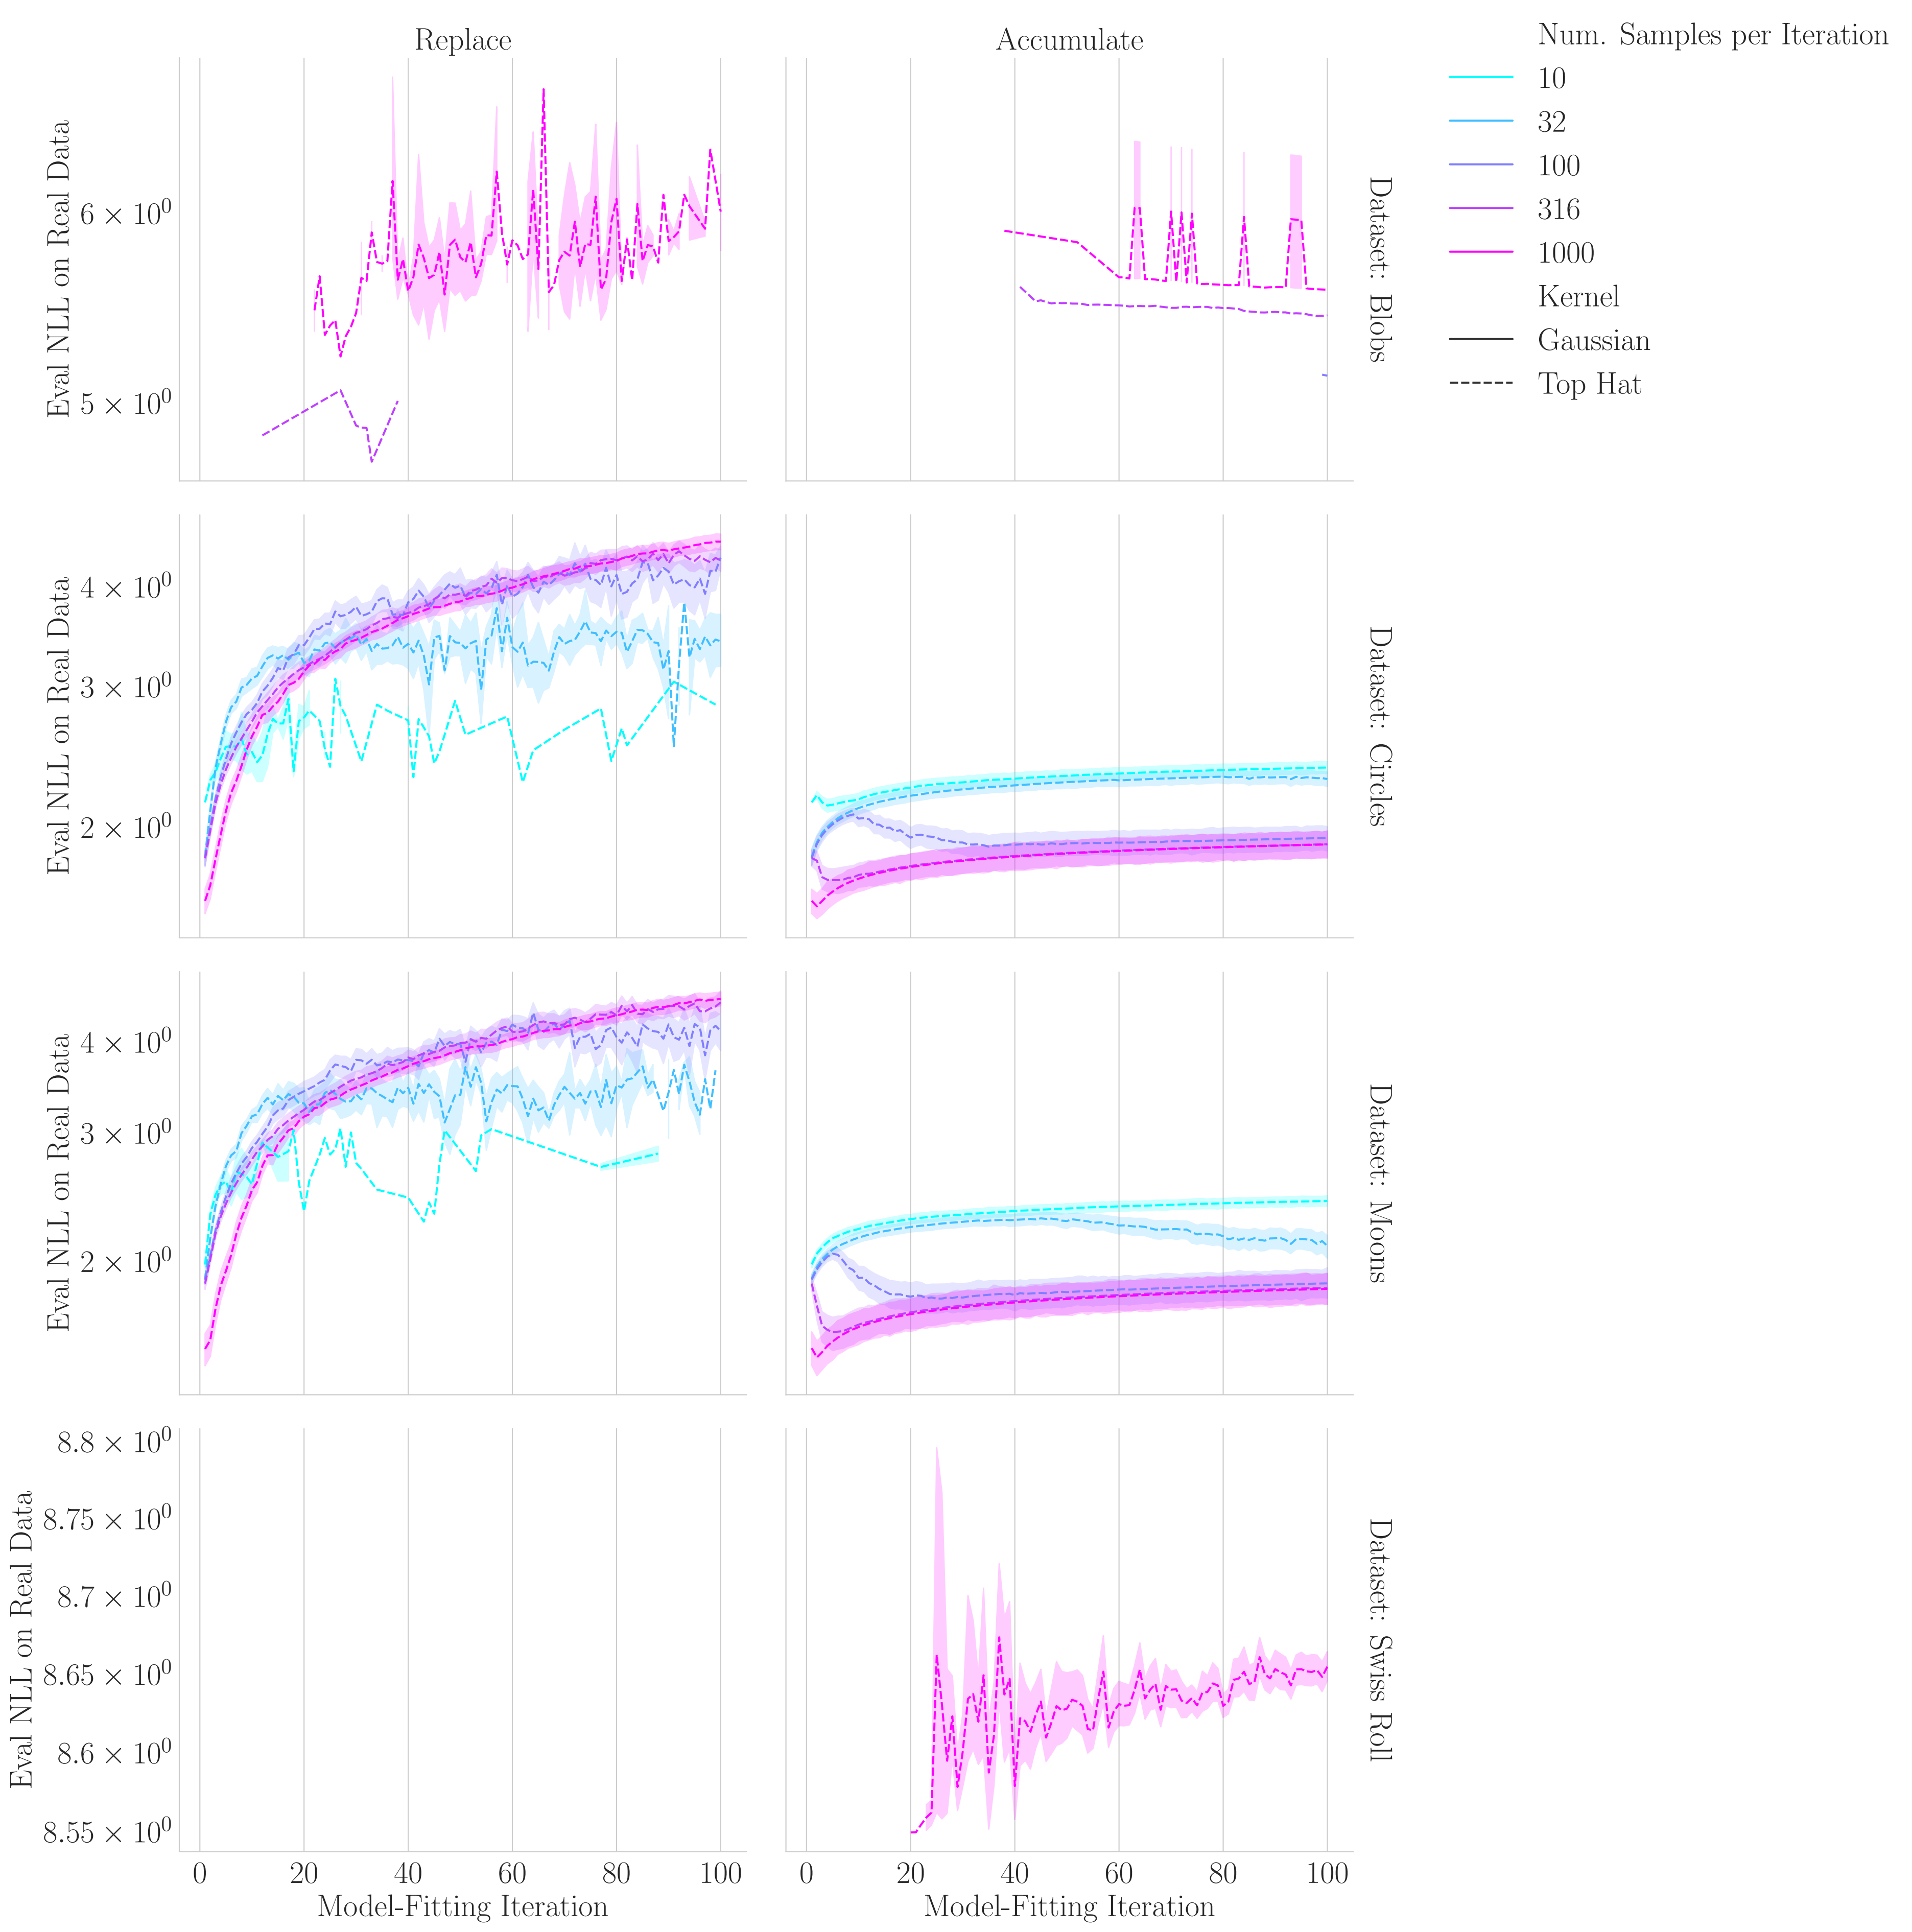 Replace
Accumulate
Num. Samples per Iteration
10
32
100
316
1000
Kernel
Gaussian
Top Hat
Eval NLL on Real Data
6 × 10⁰
5 × 10⁰
Dataset: Blobs
Eval NLL on Real Data
4 × 10⁰
3 × 10⁰
2 × 10⁰
Dataset: Circles
Eval NLL on Real Data
4 × 10⁰
3 × 10⁰
2 × 10⁰
Dataset: Moons
Eval NLL on Real Data
8.8 × 10⁰
8.75 × 10⁰
8.7 × 10⁰
8.65 × 10⁰
8.6 × 10⁰
8.55 × 10⁰
Dataset: Swiss Roll
0 20 40 60 80 100
0 20 40 60 80 100
Model-Fitting Iteration
Model-Fitting Iteration